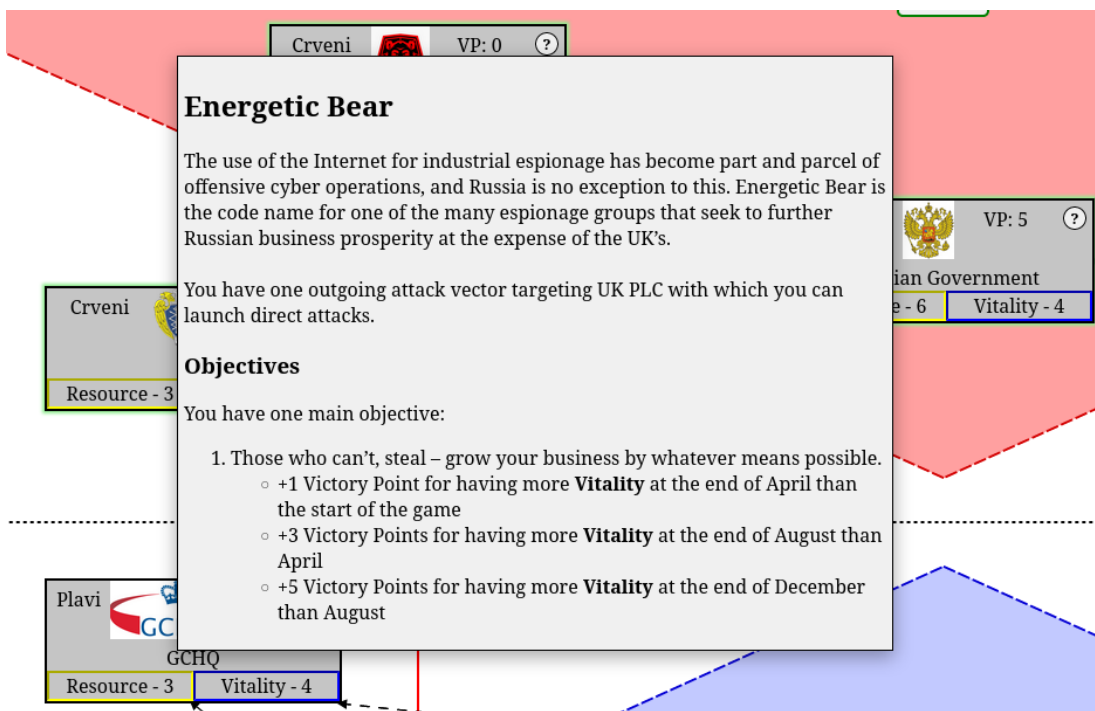 Crveni VP: 0 ?
Energetic Bear
The use of the Internet for industrial espionage has become part and parcel of
offensive cyber operations, and Russia is no exception to this. Energetic Bear is
the code name for one of the many espionage groups that seek to further
Russian business prosperity at the expense of the UK’s.
You have one outgoing attack vector targeting UK PLC with which you can
launch direct attacks.
Objectives
You have one main objective:
1. Those who can’t, steal – grow your business by whatever means possible.
◦ +1 Victory Point for having more Vitality at the end of April than
the start of the game
◦ +3 Victory Points for having more Vitality at the end of August than
April
◦ +5 Victory Points for having more Vitality at the end of December
than August
VP: 5 ?
ian Government
e - 6 Vitality - 4
Crveni
Resource - 3
Plavi GC
GCHQ
Resource - 3 Vitality - 4